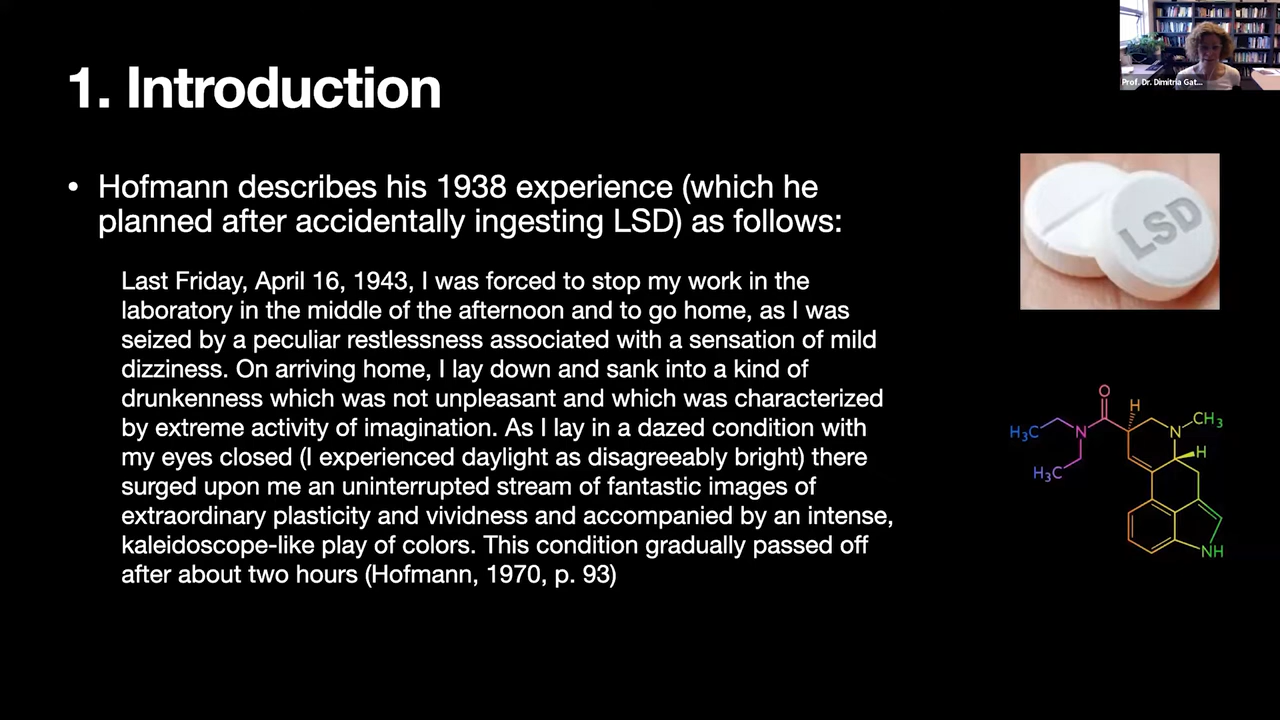 1. Introduction
Prof. Dr. Dimitria Gat...
• Hofmann describes his 1938 experience (which he
planned after accidentally ingesting LSD) as follows:
Last Friday, April 16, 1943, I was forced to stop my work in the
laboratory in the middle of the afternoon and to go home, as I was
seized by a peculiar restlessness associated with a sensation of mild
dizziness. On arriving home, I lay down and sank into a kind of
drunkenness which was not unpleasant and which was characterized
by extreme activity of imagination. As I lay in a dazed condition with
my eyes closed (I experienced daylight as disagreeably bright) there
surged upon me an uninterrupted stream of fantastic images of
extraordinary plasticity and vividness and accompanied by an intense,
kaleidoscope-like play of colors. This condition gradually passed off
after about two hours (Hofmann, 1970, p. 93)
LSD
O
H
H₃C
N
N
CH₃
H
H₃C
NH